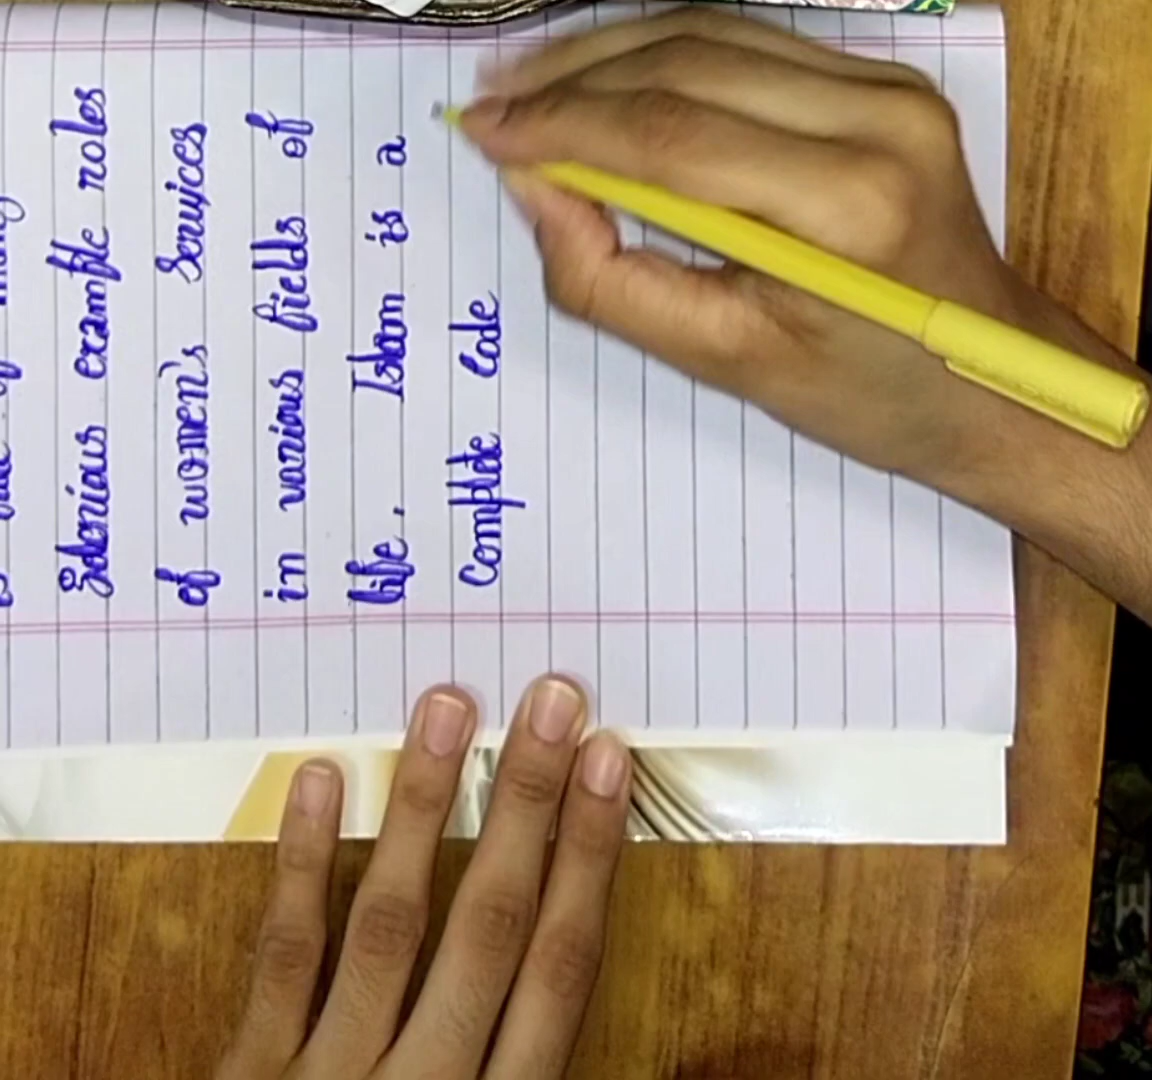 Glorious example roles
of women's Services
in various fields of
life. Islam is a
Complete Code